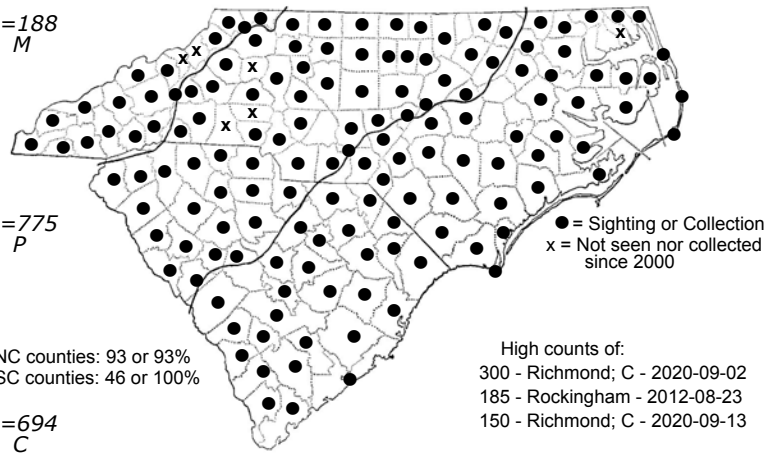 =188
M
x
x
x
x
x
x
=775
P
● = Sighting or Collection
x = Not seen nor collected
since 2000
NC counties: 93 or 93%
SC counties: 46 or 100%
High counts of:
300 - Richmond; C - 2020-09-02
185 - Rockingham - 2012-08-23
150 - Richmond; C - 2020-09-13
=694
C